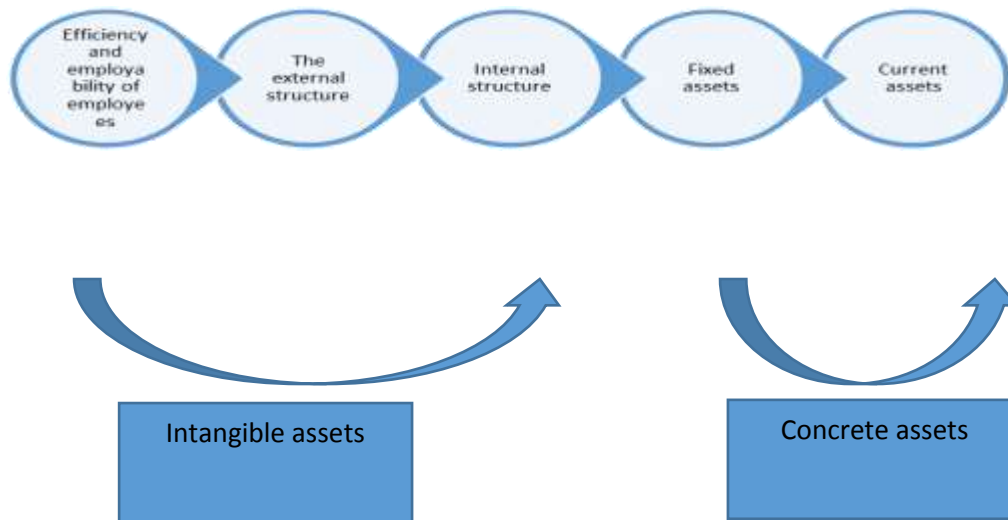 Efficiency
and
employa
bility of
employe
es
The
external
structure
Internal
structure
Fixed
assets
Current
assets
Intangible assets
Concrete assets